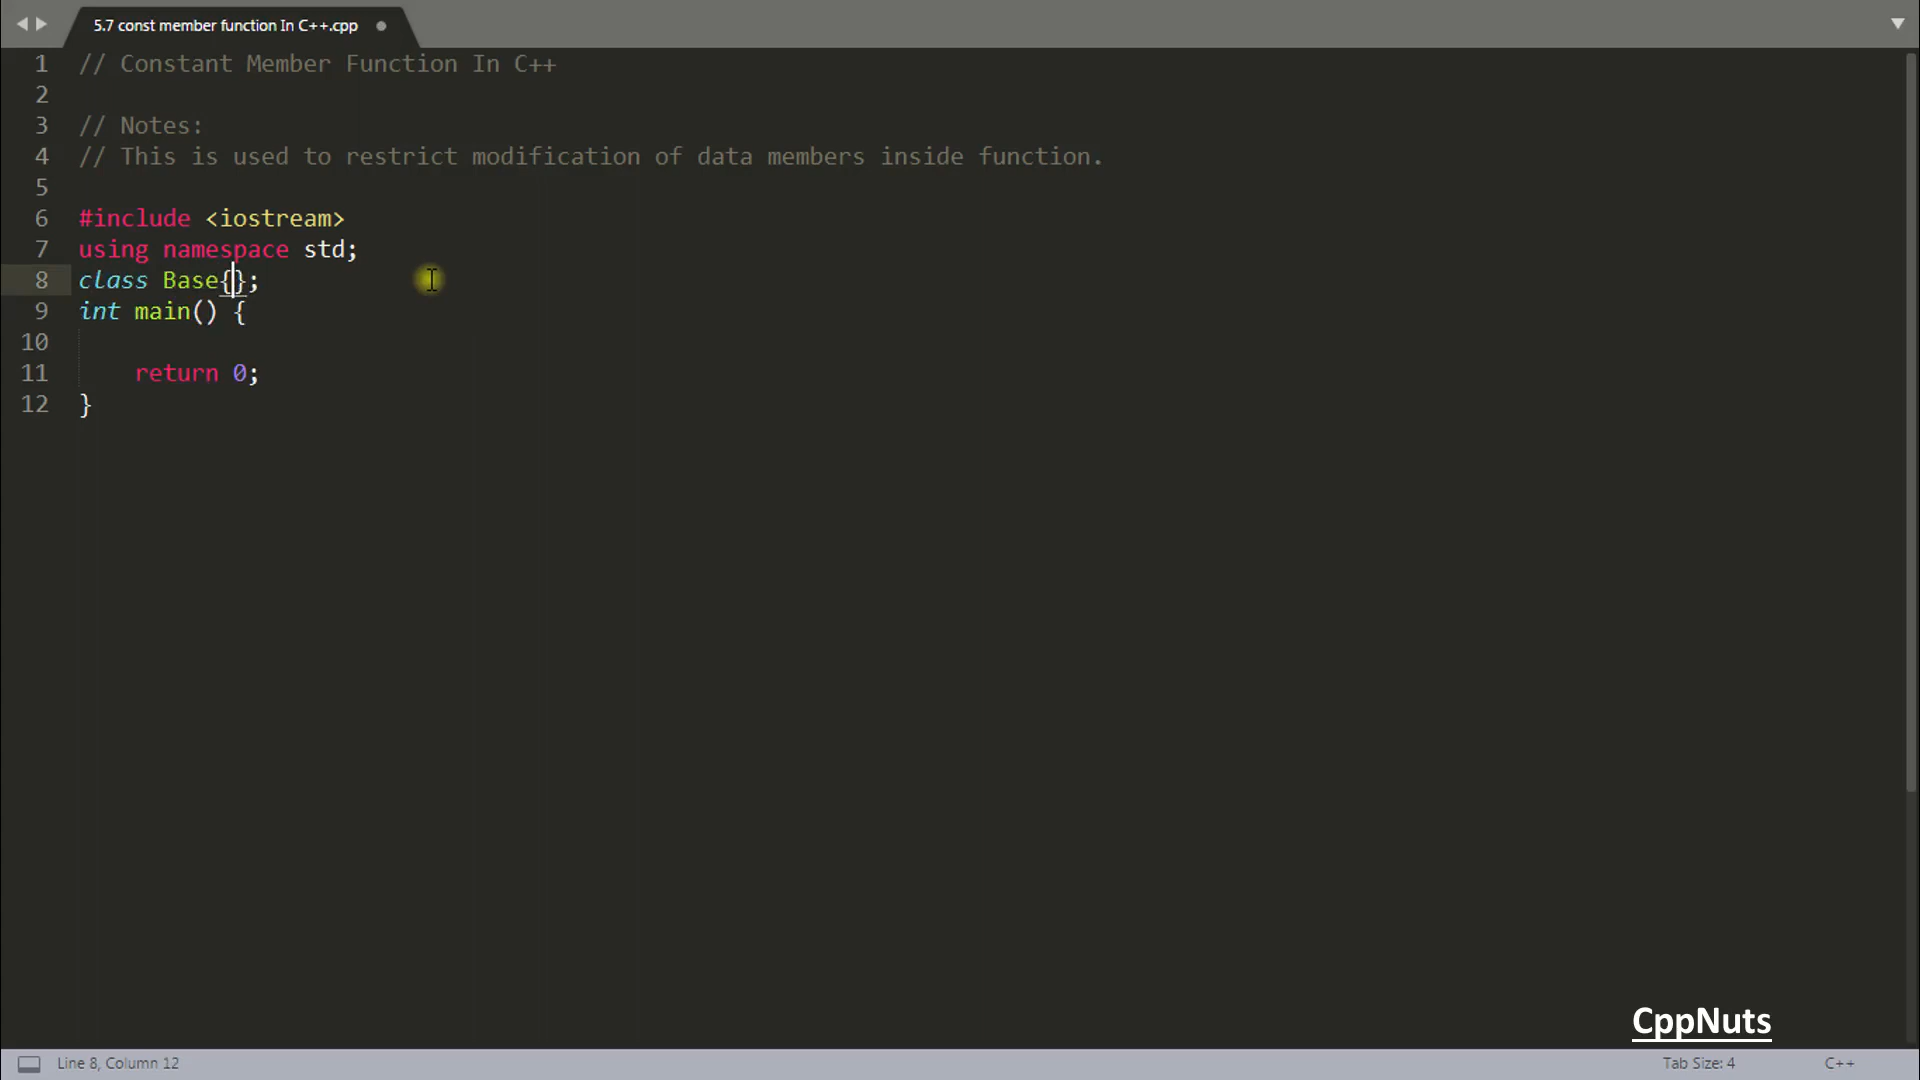 5.7 const member function In C++.cpp
1 // Constant Member Function In C++
2
3 // Notes:
4 // This is used to restrict modification of data members inside function.
5
6 #include <iostream>
7 using namespace std;
8 class Base{};
9 int main() {
10
11 return 0;
12 }
CppNuts
Line 8, Column 12 Tab Size: 4 C++